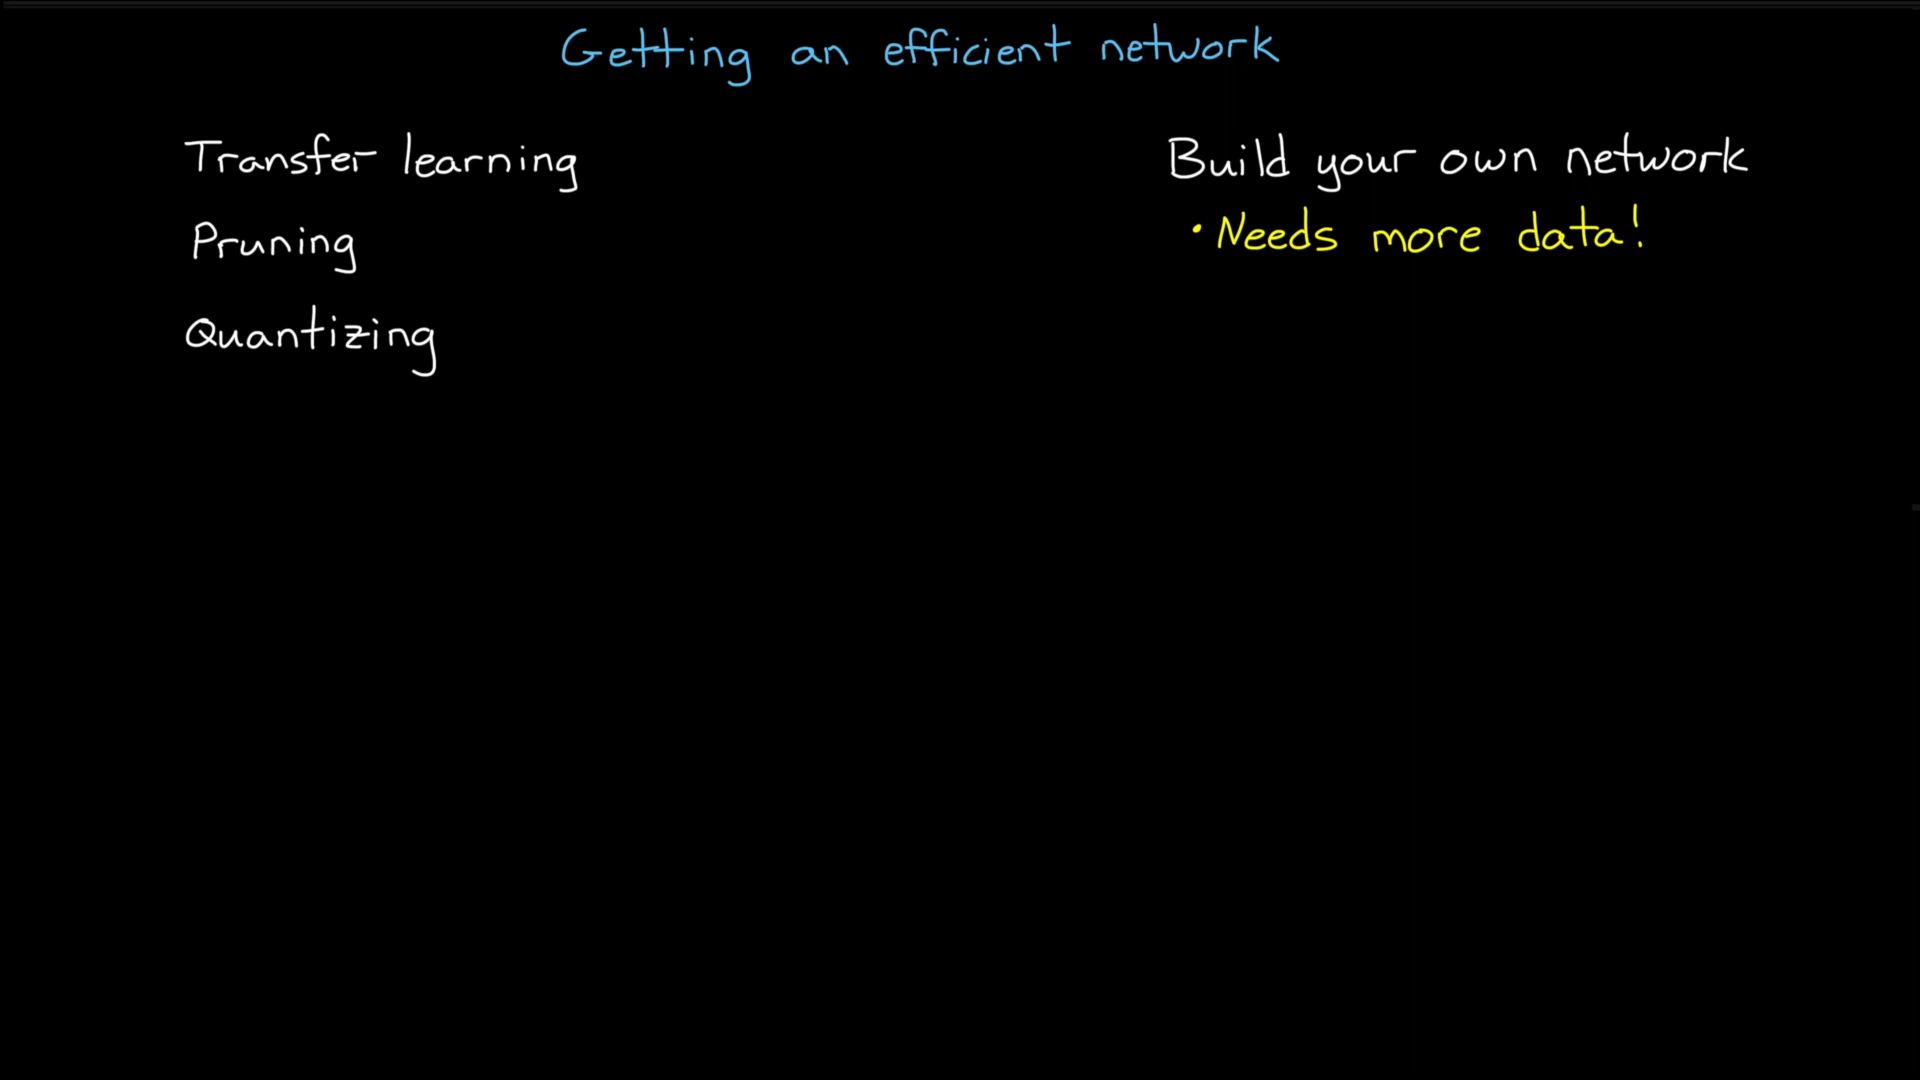 Getting an efficient network
Transfer learning
Pruning
Quantizing
Build your own network
• Needs more data!